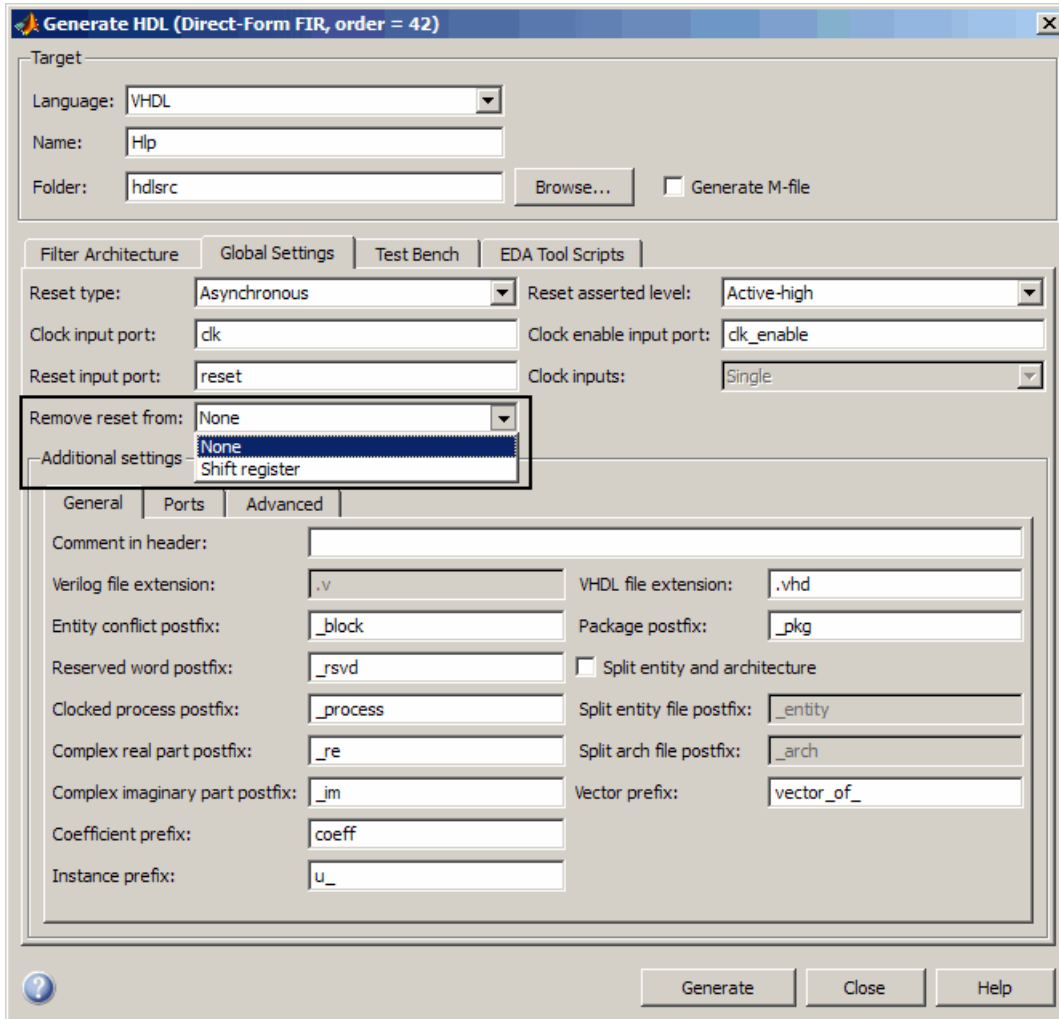 Generate HDL (Direct-Form FIR, order = 42)
Target
Language: VHDL
Name: Hlp
Folder: hdlsrc Browse... Generate M-file
Filter Architecture Global Settings Test Bench EDA Tool Scripts
Reset type: Asynchronous Reset asserted level: Active-high
Clock input port: clk Clock enable input port: clk_enable
Reset input port: reset Clock inputs: Single
Remove reset from: None
None
Additional settings
Shift register
General Ports Advanced
Comment in header:
Verilog file extension: .v VHDL file extension: .vhd
Entity conflict postfix: _block Package postfix: _pkg
Reserved word postfix: _rsvd Split entity and architecture
Clocked process postfix: _process Split entity file postfix: _entity
Complex real part postfix: _re Split arch file postfix: _arch
Complex imaginary part postfix: _im Vector prefix: vector_of_
Coefficient prefix: coeff
Instance prefix: u_
? Generate Close Help